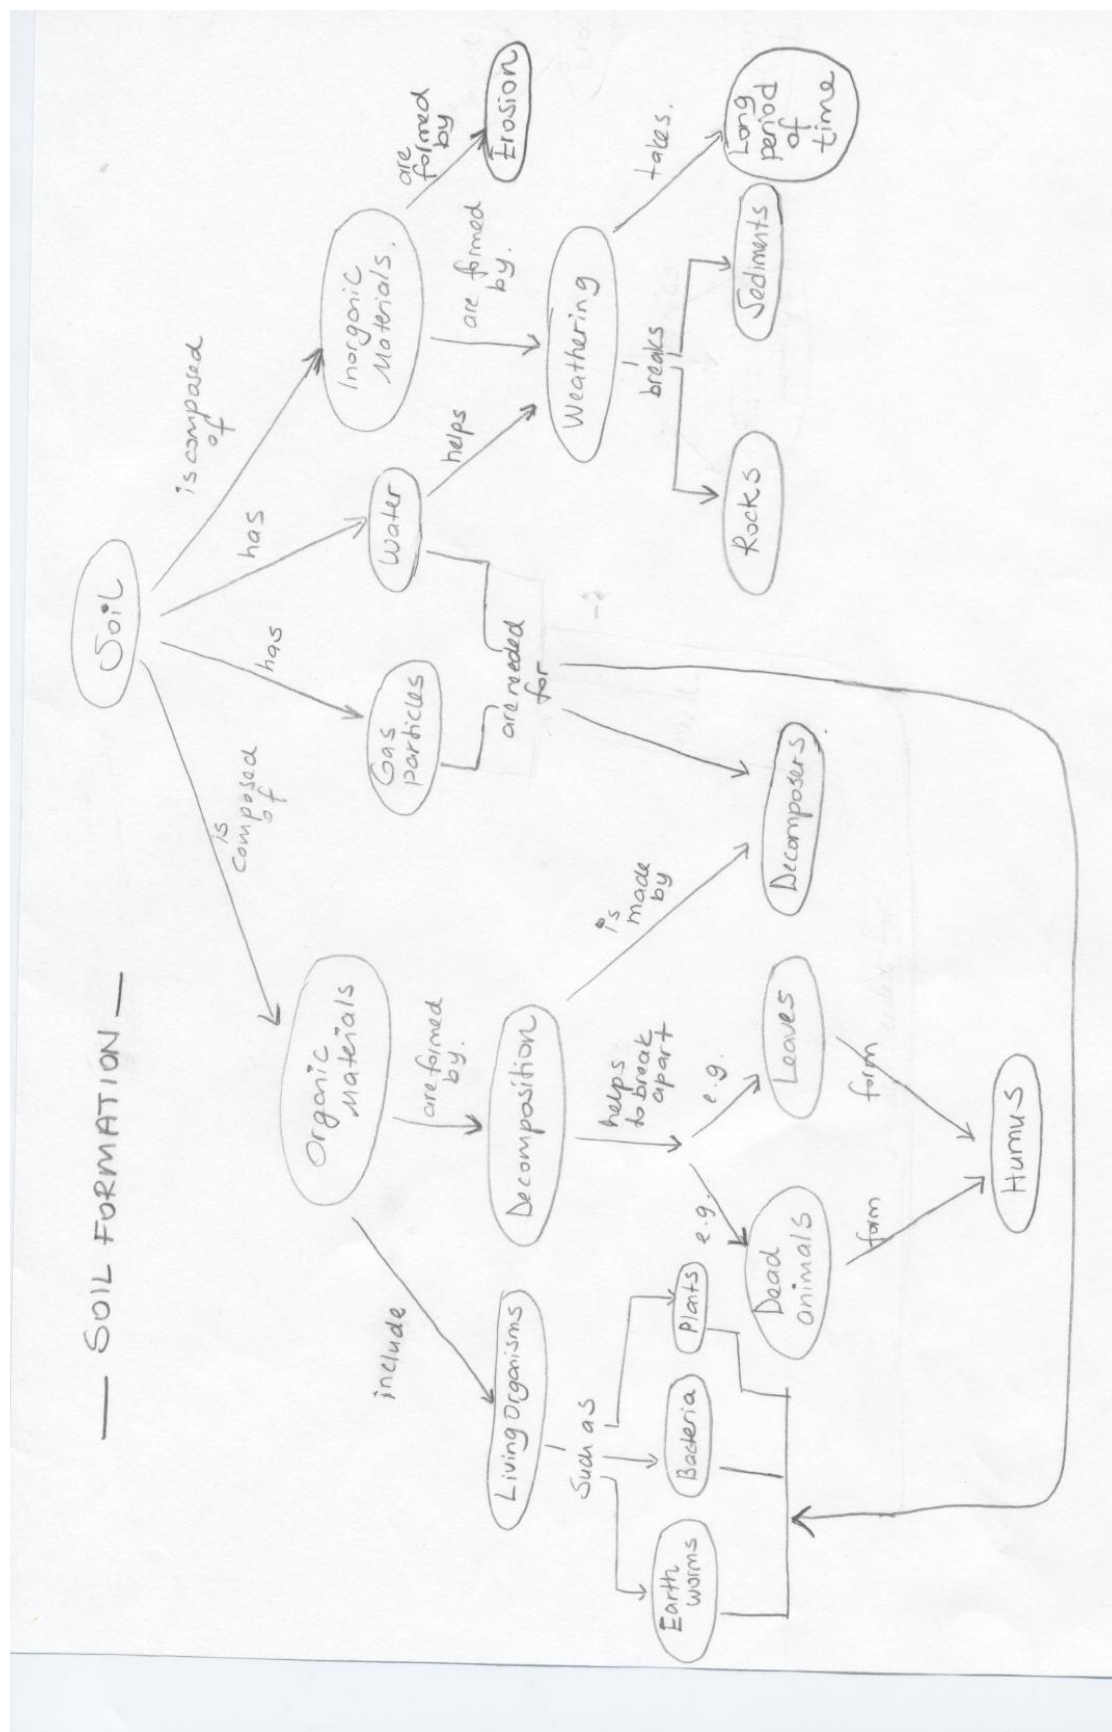 — SOIL FORMATION —
Soil
is
composed
of
has
has
is composed
of
Organic
Materials
Gas
particles
Water
Inorganic
Materials.
include
are formed
by.
are needed
for
helps
are formed
by.
are
formed
by
Living Organisms
Decomposition
Weathering
Erosion
Such as
helps
to break
apart
is
made
by
breaks
takes.
Earth
worms
Bacteria
Plants
e.g.
e.g.
Dead
animals
Leaves
Decomposers.
Rocks
Sediments
Long
period
of
time
form
form
Humus